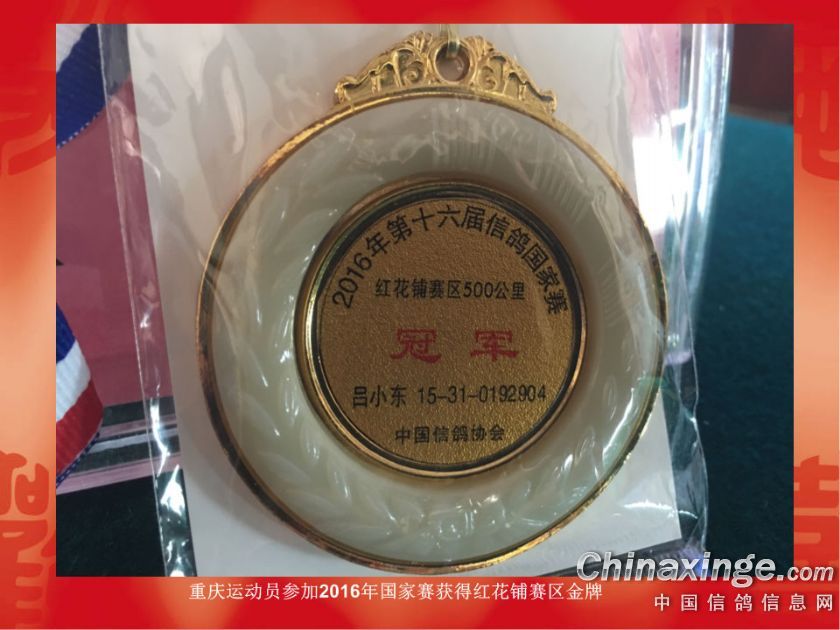 2016年第十六届信鸽国家赛
红花铺赛区500公里
冠军
吕小东 15-31-0192904
中国信鸽协会
重庆运动员参加2016年国家赛获得红花铺赛区金牌
Chinaxinge.com
中国信鸽信息网